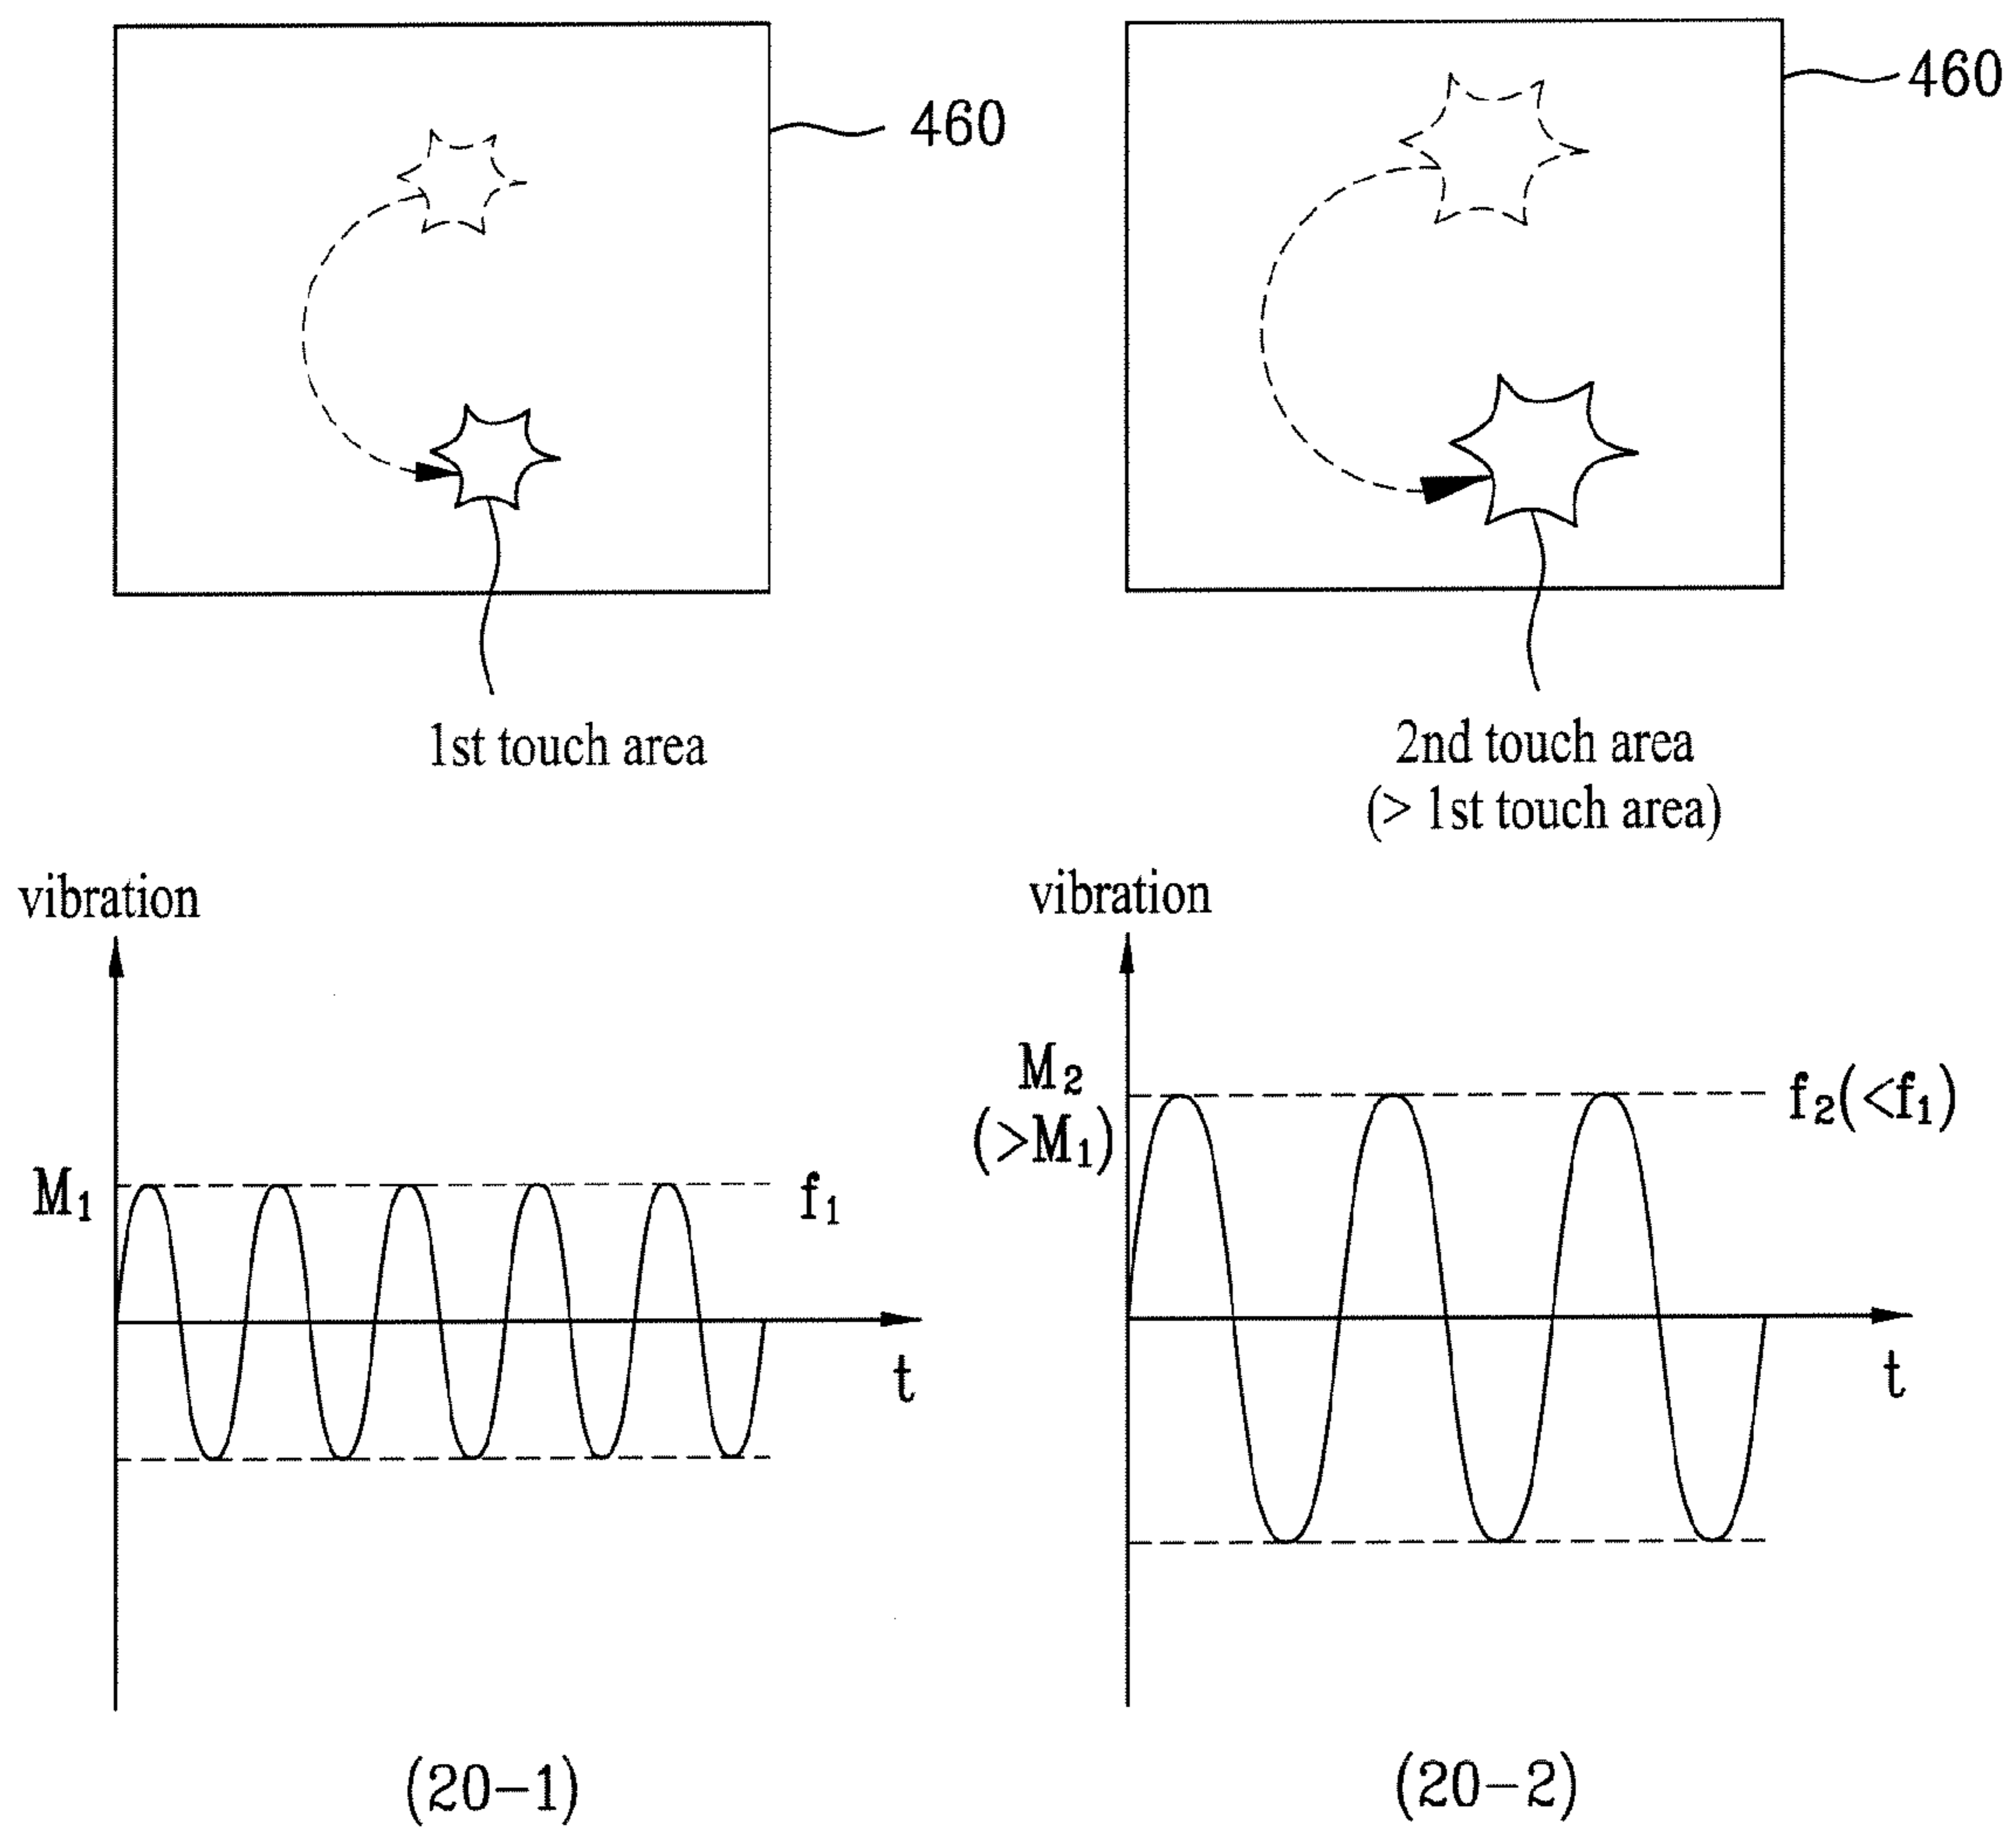 460
1st touch area
vibration
M1
f1
t
(20-1)
460
2nd touch area
(> 1st touch area)
vibration
M2
(>M1)
f2(<f1)
t
(20-2)